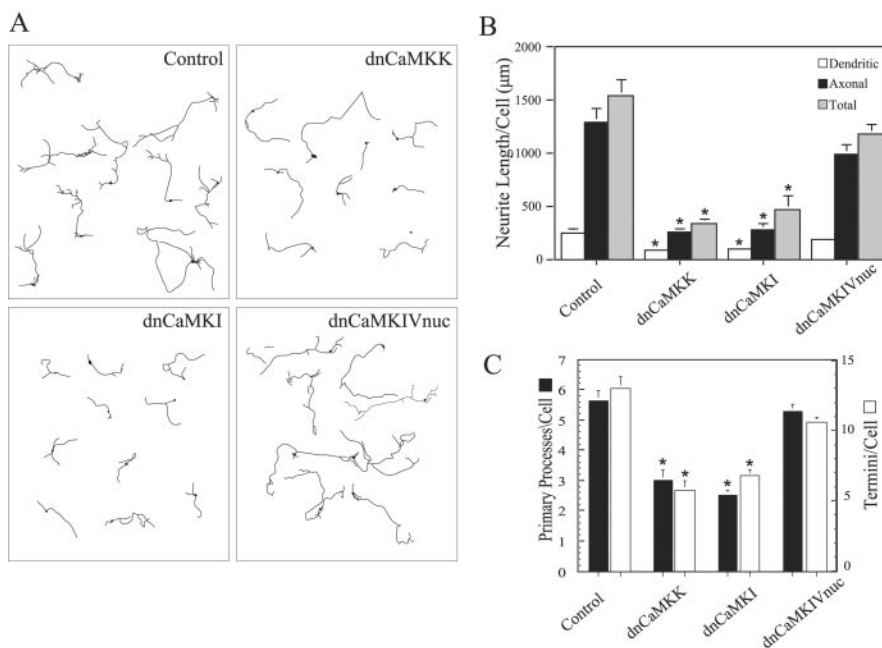 A
Control
dnCaMKK
dnCaMKI
dnCaMKIVnuc
B
Neurite Length/Cell (μm)
2000
1500
1000
500
0
Dendritic
Axonal
Total
* * *
* * *
Control
dnCaMKK
dnCaMKI
dnCaMKIVnuc
C
Primary Processes\Cell
7
6
5
4
3
2
1
0
* *
* *
15
10
5
0
Termini/Cell
Control
dnCaMKK
dnCaMKI
dnCaMKIVnuc